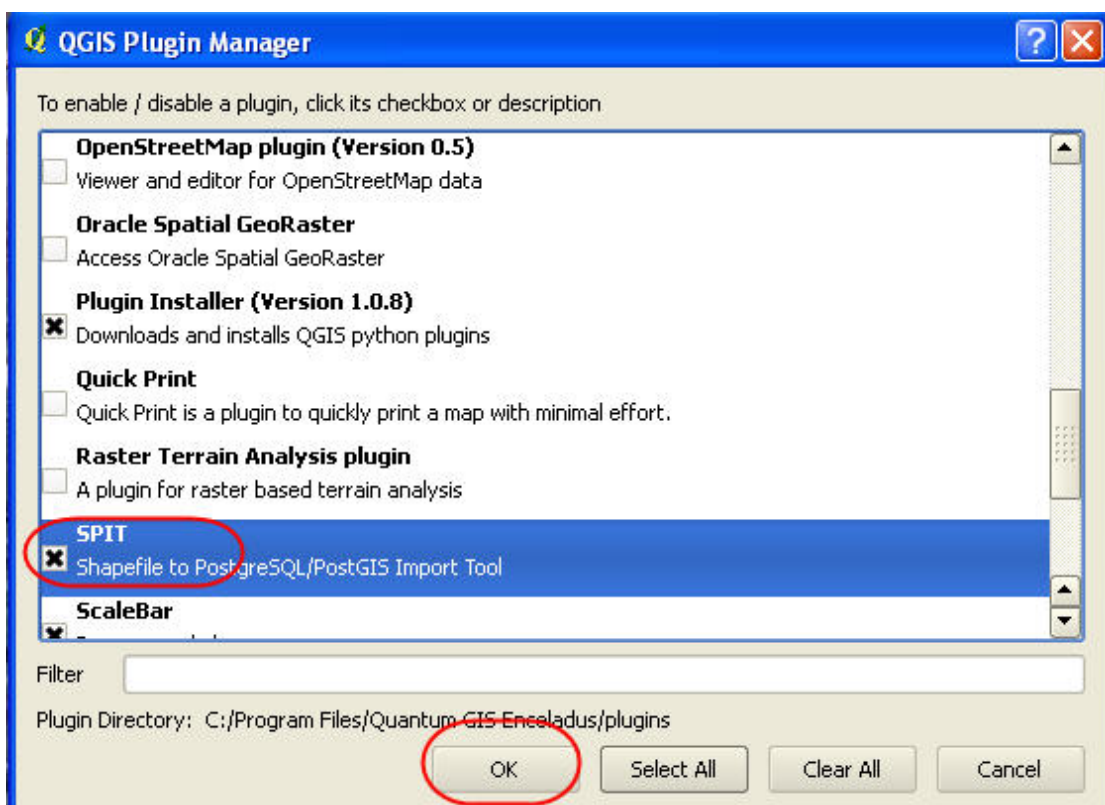 QGIS Plugin Manager
To enable / disable a plugin, click its checkbox or description
OpenStreetMap plugin (Version 0.5)
Viewer and editor for OpenStreetMap data
Oracle Spatial GeoRaster
Access Oracle Spatial GeoRaster
Plugin Installer (Version 1.0.8)
Downloads and installs QGIS python plugins
Quick Print
Quick Print is a plugin to quickly print a map with minimal effort.
Raster Terrain Analysis plugin
A plugin for raster based terrain analysis
SPIT
Shapefile to PostgreSQL/PostGIS Import Tool
ScaleBar
Filter
Plugin Directory: C:/Program Files/Quantum GIS Enceladus/plugins
OK Select All Clear All Cancel